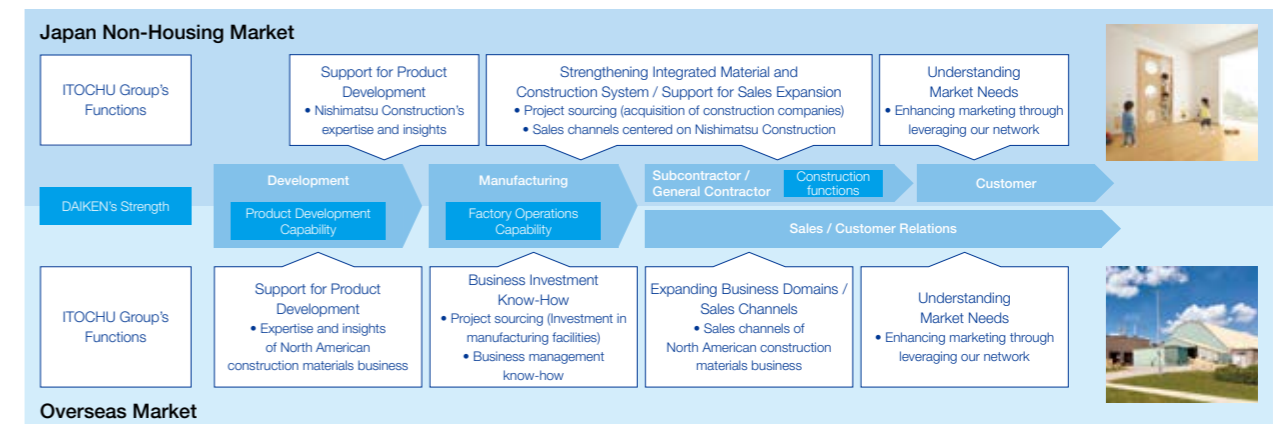 Japan Non-Housing Market
ITOCHU Group's
Functions
Support for Product
Development
• Nishimatsu Construction's
expertise and insights
Strengthening Integrated Material and
Construction System / Support for Sales Expansion
• Project sourcing (acquisition of construction companies)
• Sales channels centered on Nishimatsu Construction
Understanding
Market Needs
• Enhancing marketing through
leveraging our network
DAIKEN's Strength
Development
Product Development
Capability
Manufacturing
Factory Operations
Capability
Subcontractor /
General Contractor
Construction
functions
Customer
Sales / Customer Relations
ITOCHU Group's
Functions
Support for Product
Development
• Expertise and insights
of North American
construction materials business
Business Investment
Know-How
• Project sourcing (Investment in
manufacturing facilities)
• Business management
know-how
Expanding Business Domains /
Sales Channels
• Sales channels of
North American construction
materials business
Understanding
Market Needs
• Enhancing marketing through
leveraging our network
Overseas Market